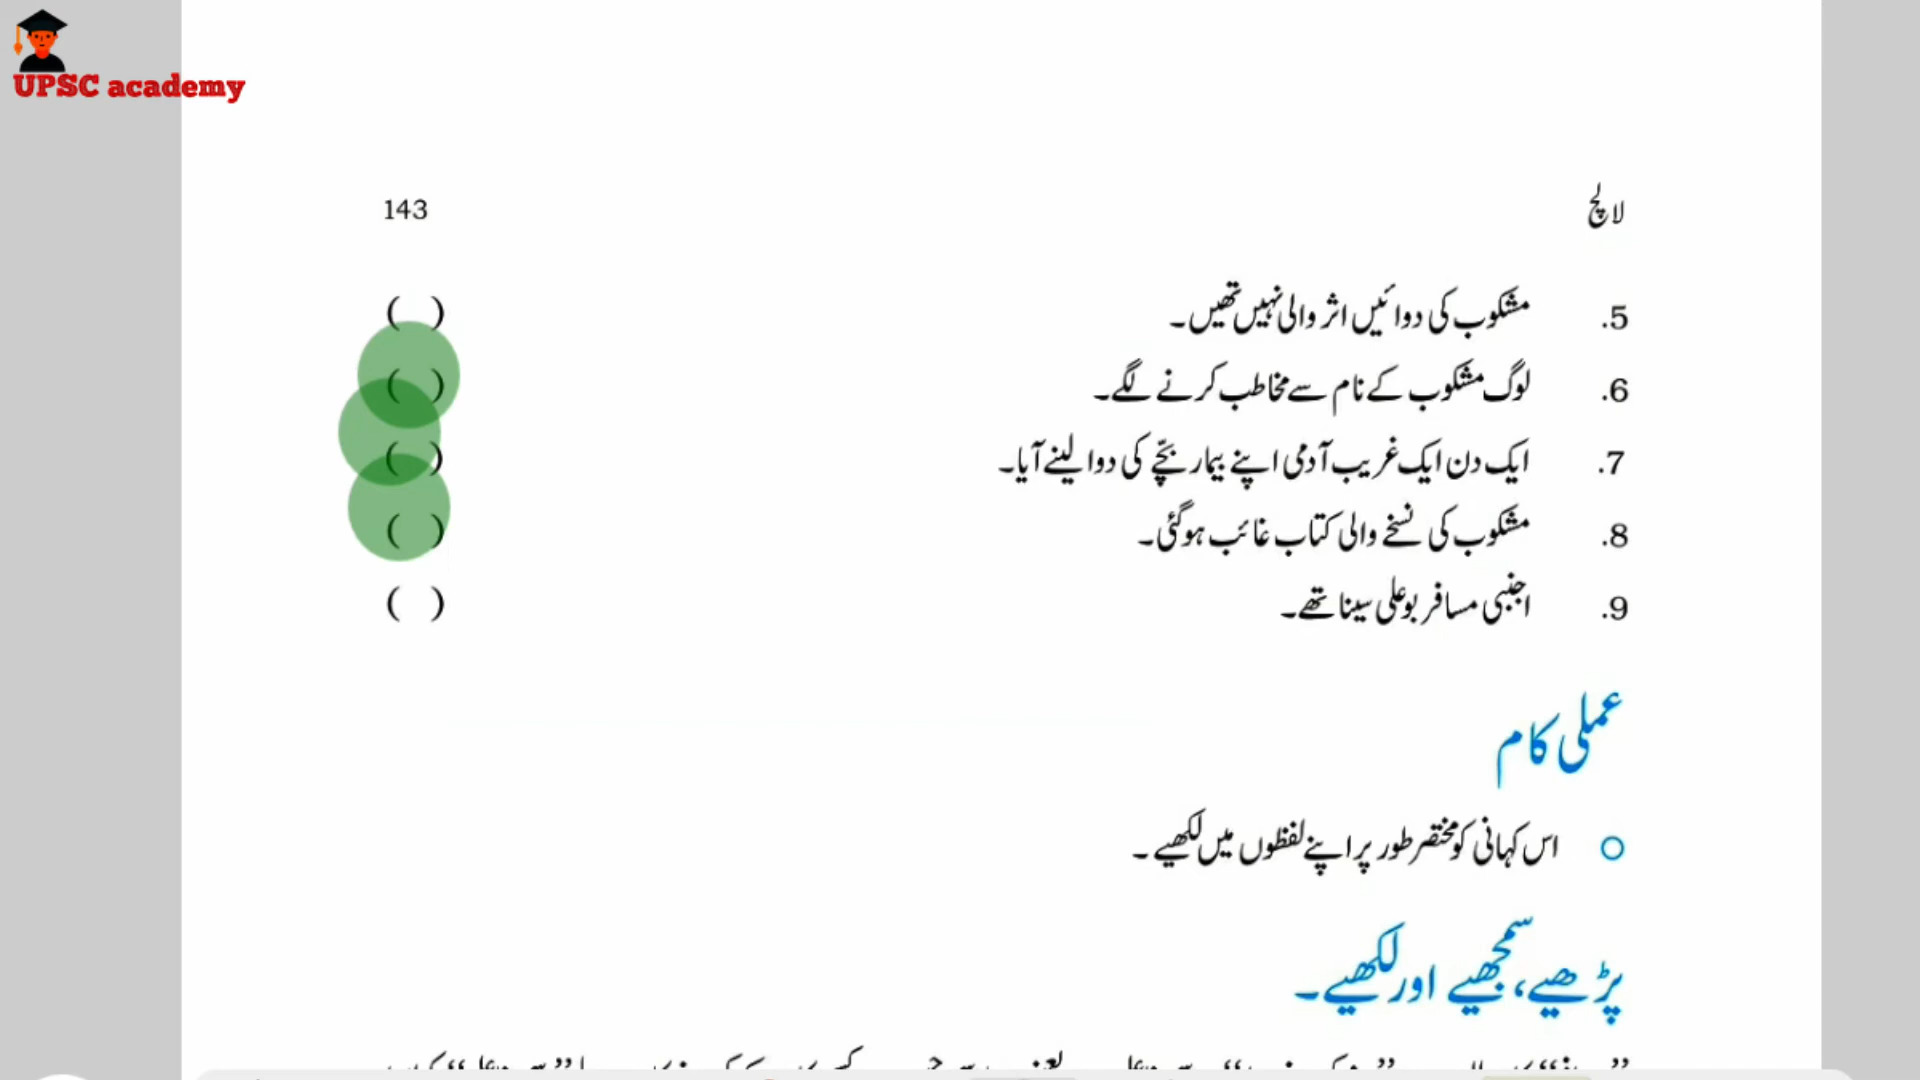 UPSC academy
لالچ 143
5. مشکوب کی دوائیں اثر والی نہیں تھیں۔ ( )
6. لوگ مشکوب کے نام سے مخاطب کرنے لگے۔ ( )
7. ایک دن ایک غریب آدمی اپنے بیمار بچّے کی دوا لینے آیا۔ ( )
8. مشکوب کی نسخے والی کتاب غائب ہوگئی۔ ( )
9. اجنبی مسافر بوعلی سینا تھے۔ ( )
عملی کام
اس کہانی کو مختصر طور پر اپنے لفظوں میں لکھیے۔
پڑھیے، سمجھیے اور لکھیے۔